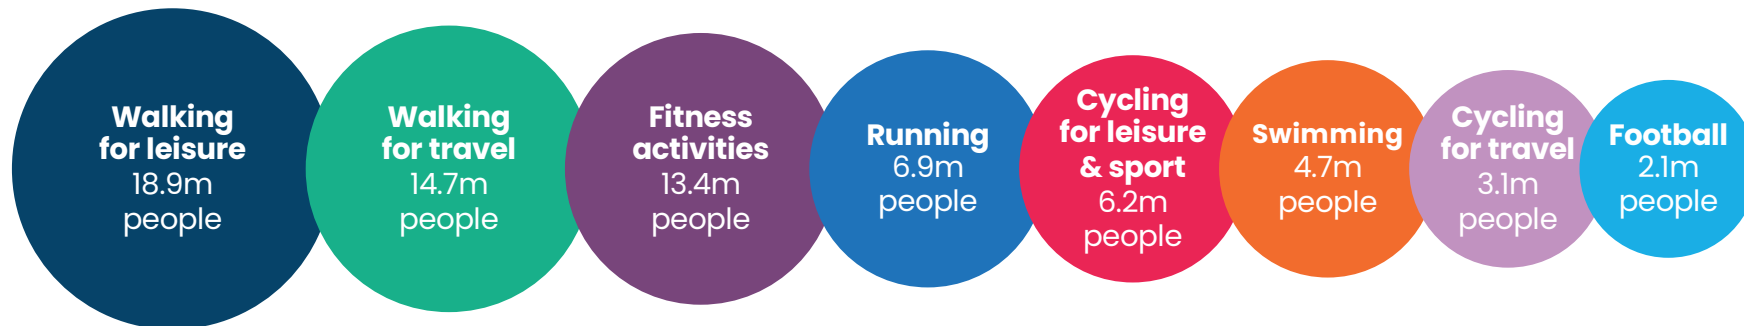 Walking
for leisure
18.9m
people
Walking
for travel
14.7m
people
Fitness
activities
13.4m
people
Running
6.9m
people
Cycling
for leisure
& sport
6.2m
people
Swimming
4.7m
people
Cycling
for travel
3.1m
people
Football
2.1m
people